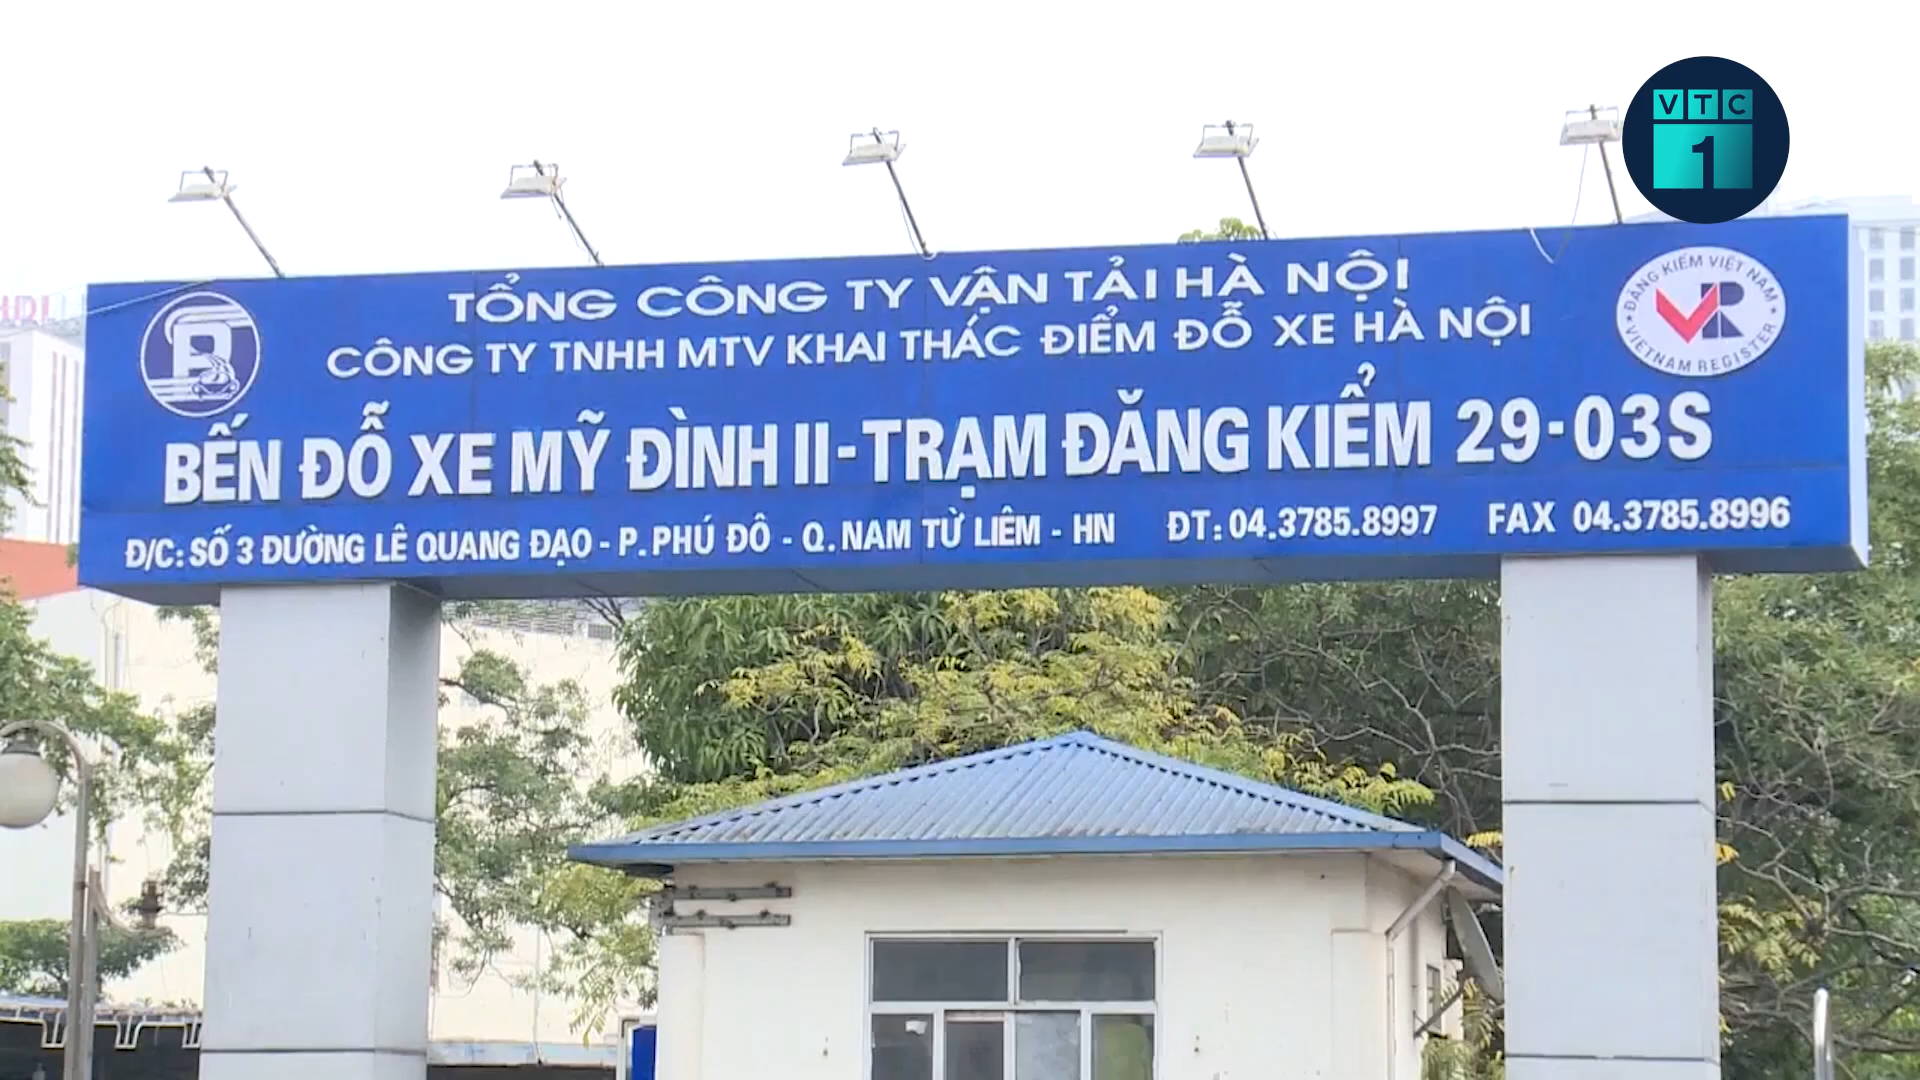 VTC
1
TỔNG CÔNG TY VẬN TẢI HÀ NỘI
CÔNG TY TNHH MTV KHAI THÁC ĐIỂM ĐỖ XE HÀ NỘI
ĐĂNG KIỂM VIỆT NAM
VR
VIETNAM REGISTER
BẾN ĐỖ XE MỸ ĐÌNH II - TRẠM ĐĂNG KIỂM 29-03S
Đ/C: SỐ 3 ĐƯỜNG LÊ QUANG ĐẠO - P. PHÚ ĐÔ - Q. NAM TỪ LIÊM - HN ĐT: 04.3785.8997 FAX 04.3785.8996